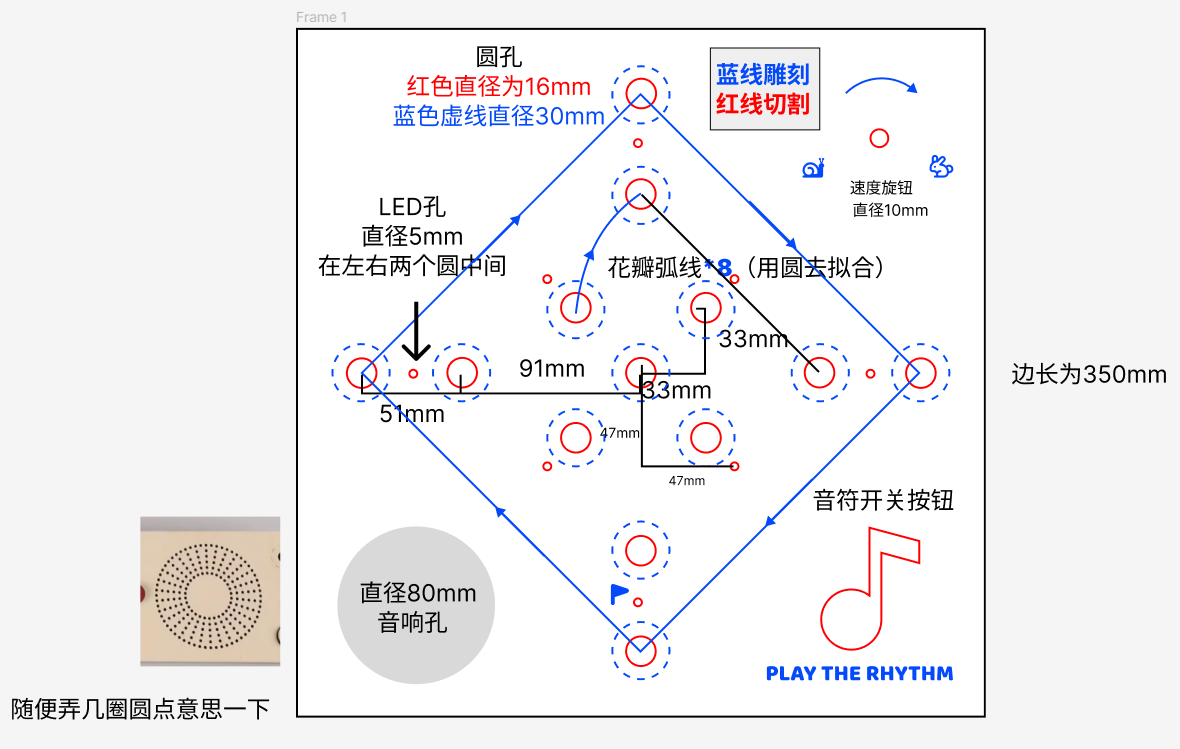 Frame 1
圆孔
红色直径为16mm
蓝色虚线直径30mm
蓝线雕刻
红线切割
速度旋钮
直径10mm
LED孔
直径5mm
在左右两个圆中间
花瓣弧线*8（用圆去拟合）
33mm
91mm
33mm
51mm
47mm
47mm
边长为350mm
音符开关按钮
直径80mm
音响孔
PLAY THE RHYTHM
随便弄几圈圆点意思一下